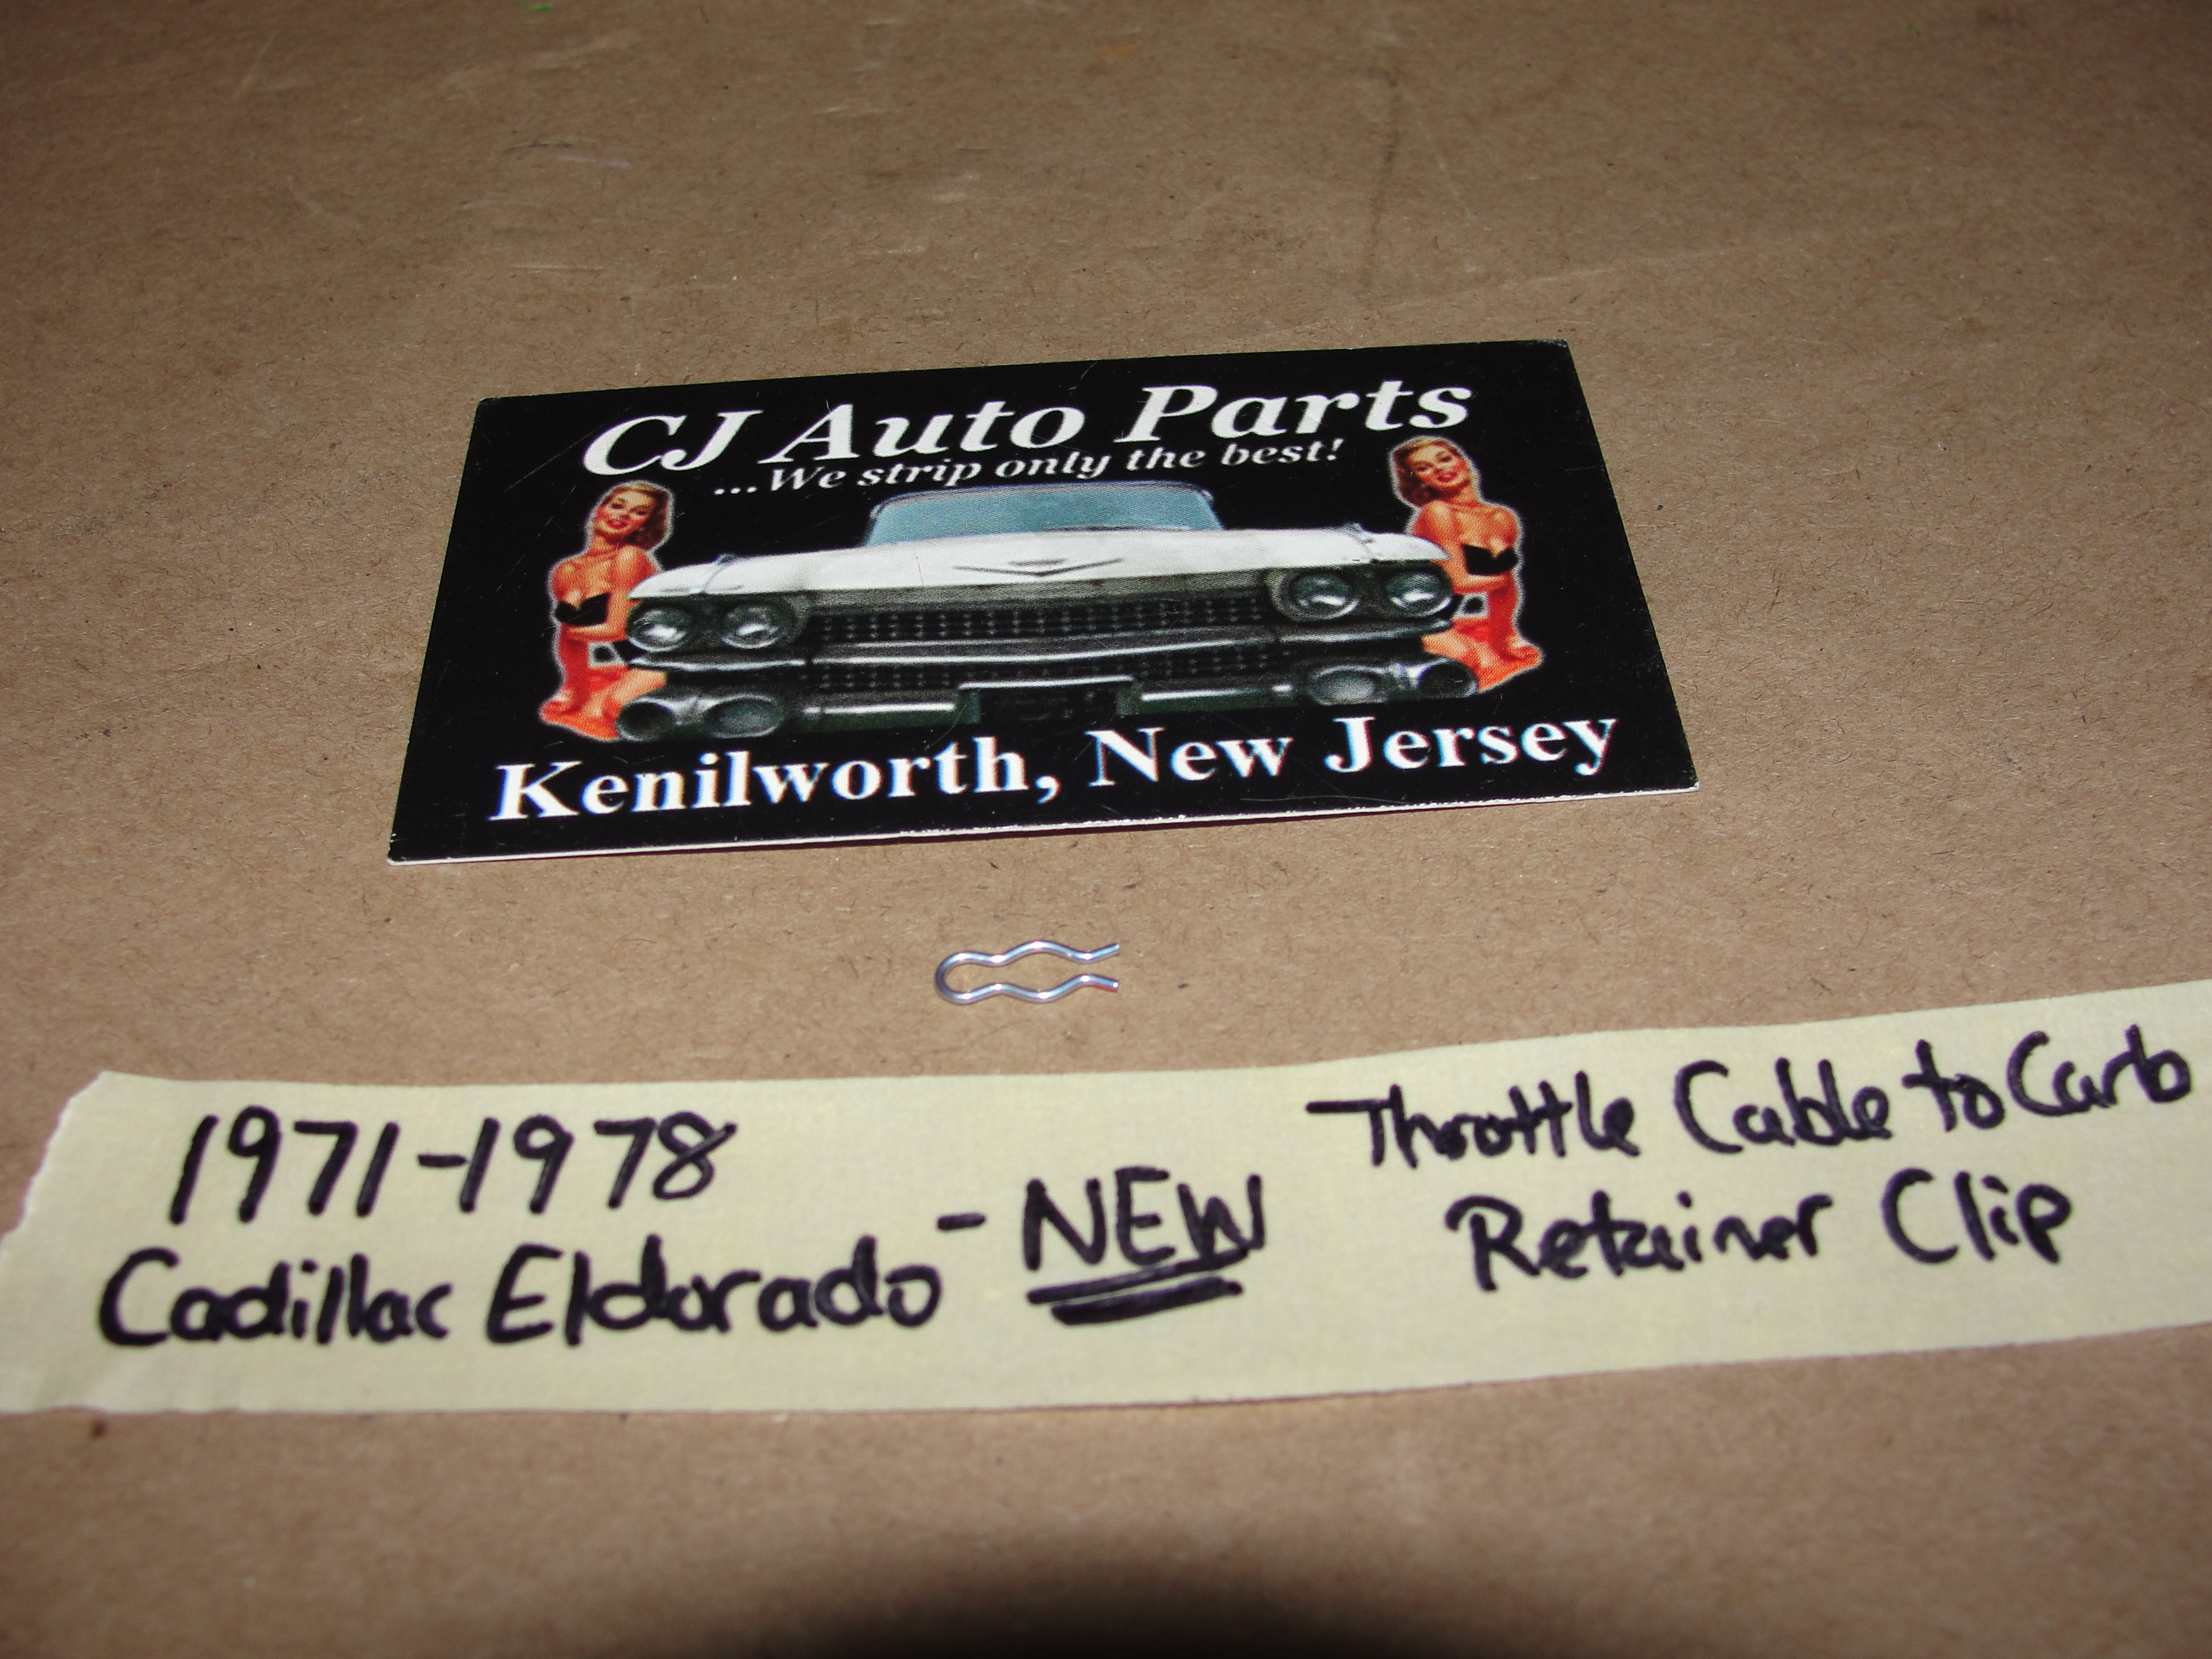 CJ Auto Parts
...We strip only the best!
Kenilworth, New Jersey
1971-1978
Cadillac Eldorado - NEW
Throttle Cable to Carb
Retainer Clip